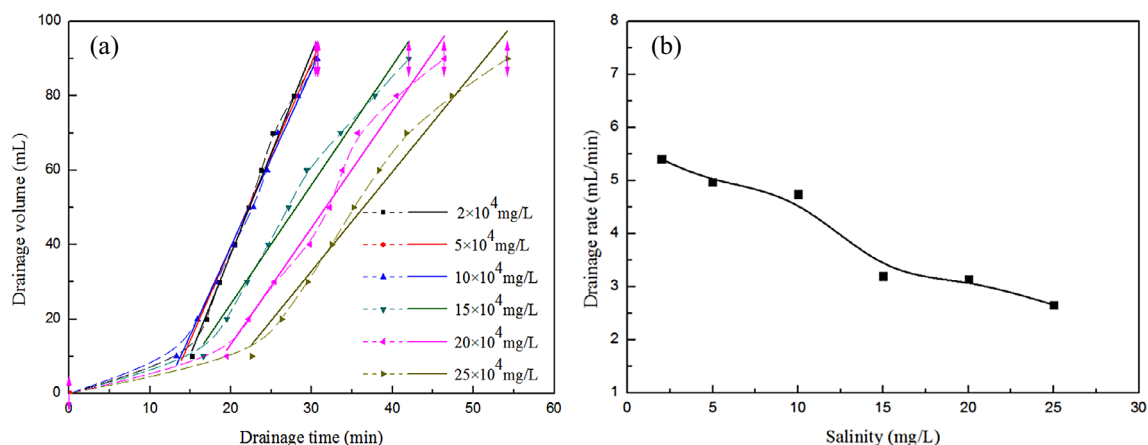 (a)
Drainage volume (mL)
100
80
60
40
20
0
2×10⁴mg/L
5×10⁴mg/L
10×10⁴mg/L
15×10⁴mg/L
20×10⁴mg/L
25×10⁴mg/L
0 10 20 30 40 50 60
Drainage time (min)
(b)
Drainage rate (mL/min)
8
7
6
5
4
3
2
1
0 5 10 15 20 25 30
Salinity (mg/L)